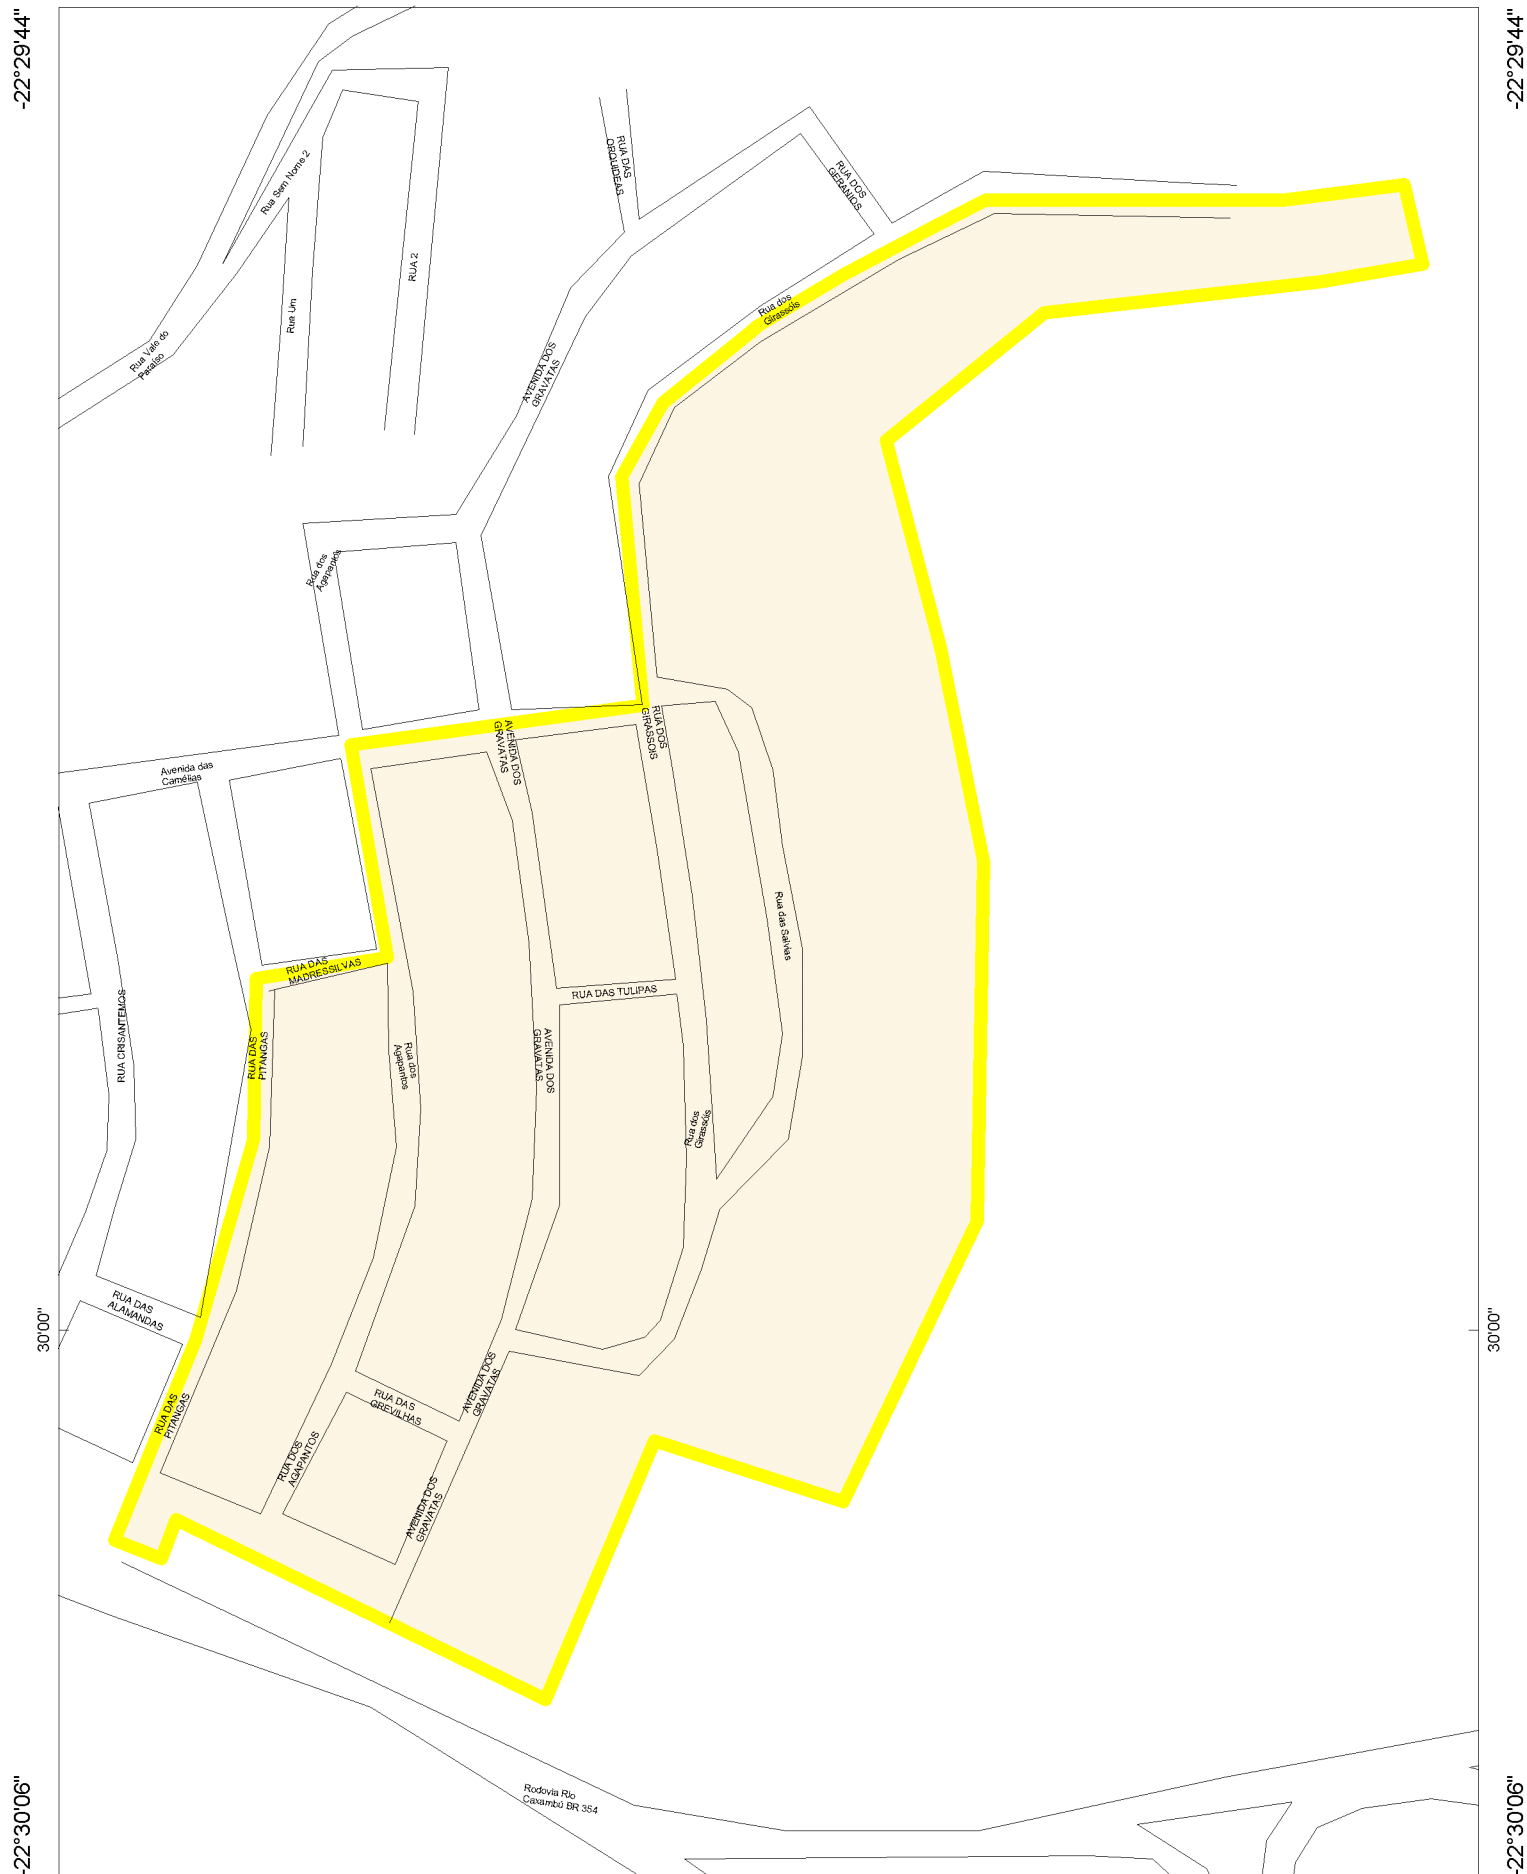 -22°29'44"
-22°29'44"
RUA DAS
ORQUIDEAS
Rua Sem Nome 2
RUA DOS
GERANIOS
RUA 2
Rua Um
Rua dos
Girassóis
Rua Vale do
Paraíso
AVENIDA DOS
GRAVATAS
Rua dos
Agapantos
RUA DOS
GIRASSOIS
AVENIDA DOS
GRAVATAS
Avenida das
Camélias
Rua das Salvias
RUA DAS
MADRESSILVAS
RUA DAS TULIPAS
RUA CRISANTEMOS
RUA DAS
PITANGAS
Rua dos
Agapantos
AVENIDA DOS
GRAVATAS
Rua dos
Girassóis
RUA DAS
ALAMANDAS
30'00"
30'00"
AVENIDA DOS
GRAVATAS
RUA DAS
GREVILHAS
RUA DAS
PITANGAS
RUA DOS
AGAPANTOS
AVENIDA DOS
GRAVATAS
Rodovia Rio
Caxambú BR 354
-22°30'06"
-22°30'06"